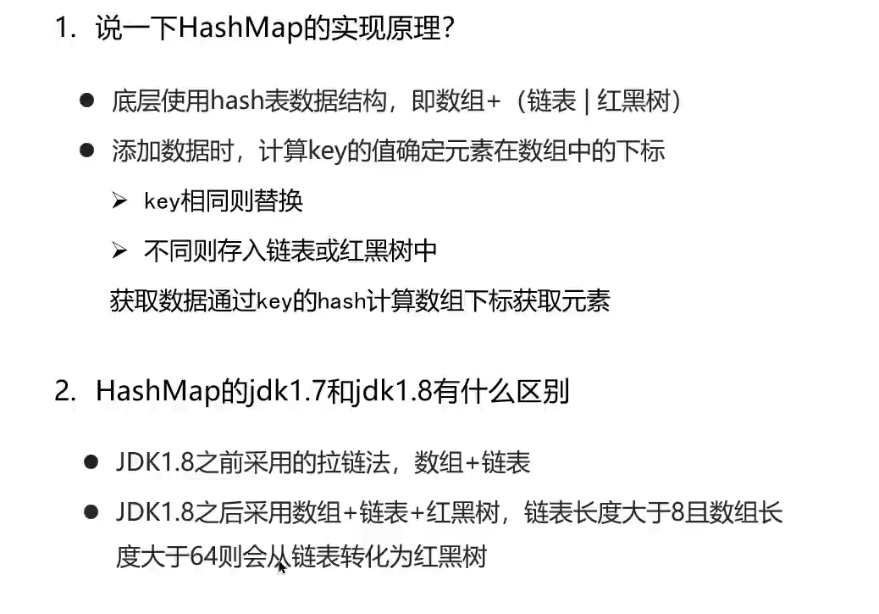 1. 说一下HashMap的实现原理？
● 底层使用hash表数据结构，即数组+（链表 | 红黑树）
● 添加数据时，计算key的值确定元素在数组中的下标
➢ key相同则替换
➢ 不同则存入链表或红黑树中
获取数据通过key的hash计算数组下标获取元素
2. HashMap的jdk1.7和jdk1.8有什么区别
● JDK1.8之前采用的拉链法，数组+链表
● JDK1.8之后采用数组+链表+红黑树，链表长度大于8且数组长
度大于64则会从链表转化为红黑树